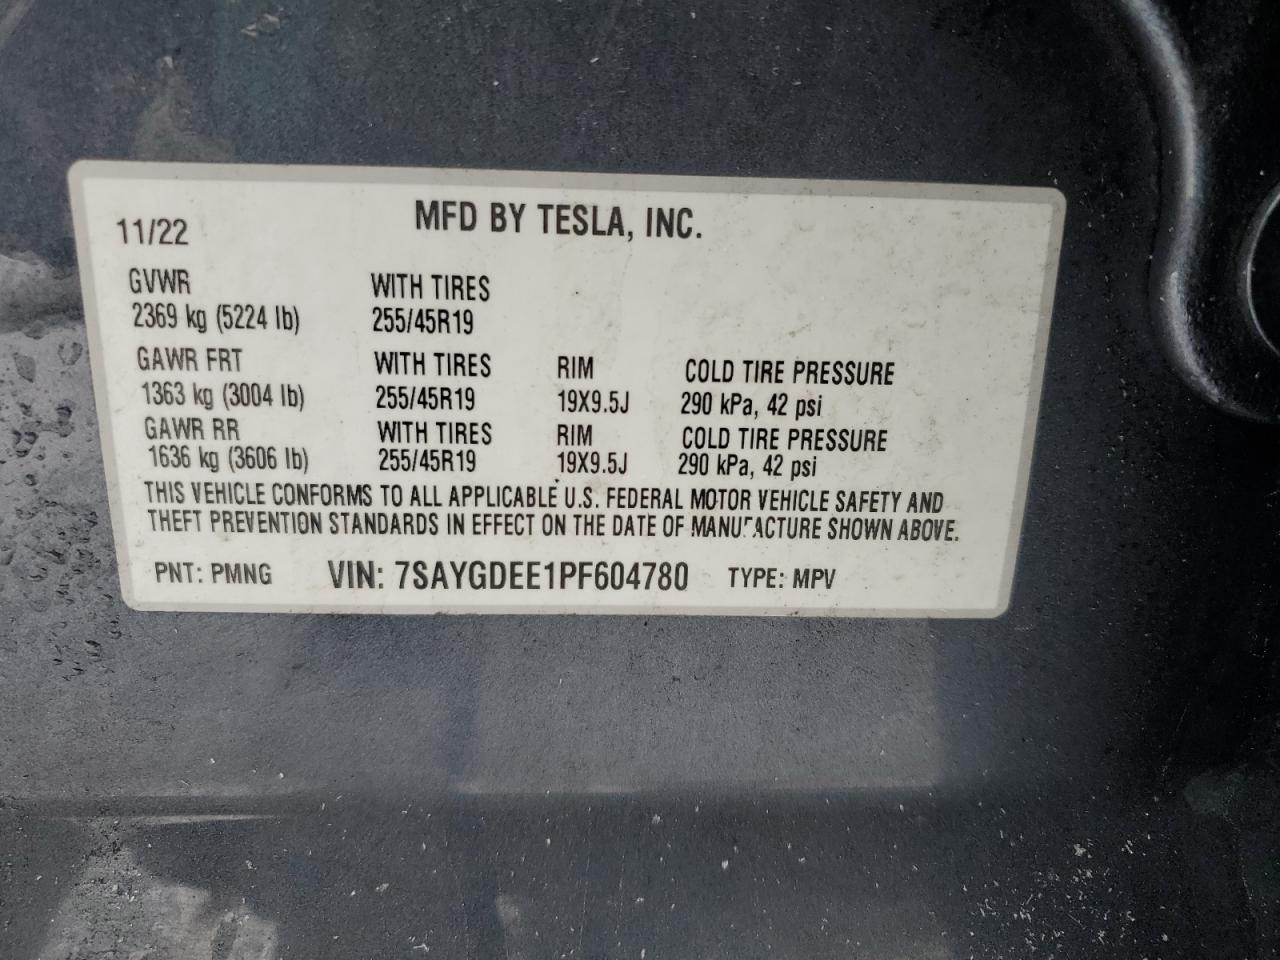 MFD BY TESLA, INC.
11/22
GVWR WITH TIRES
2369 kg (5224 lb) 255/45R19
GAWR FRT WITH TIRES RIM COLD TIRE PRESSURE
1363 kg (3004 lb) 255/45R19 19X9.5J 290 kPa, 42 psi
GAWR RR WITH TIRES RIM COLD TIRE PRESSURE
1636 kg (3606 lb) 255/45R19 19X9.5J 290 kPa, 42 psi
THIS VEHICLE CONFORMS TO ALL APPLICABLE U.S. FEDERAL MOTOR VEHICLE SAFETY AND
THEFT PREVENTION STANDARDS IN EFFECT ON THE DATE OF MANUFACTURE SHOWN ABOVE.
PNT: PMNG VIN: 7SAYGDEE1PF604780 TYPE: MPV